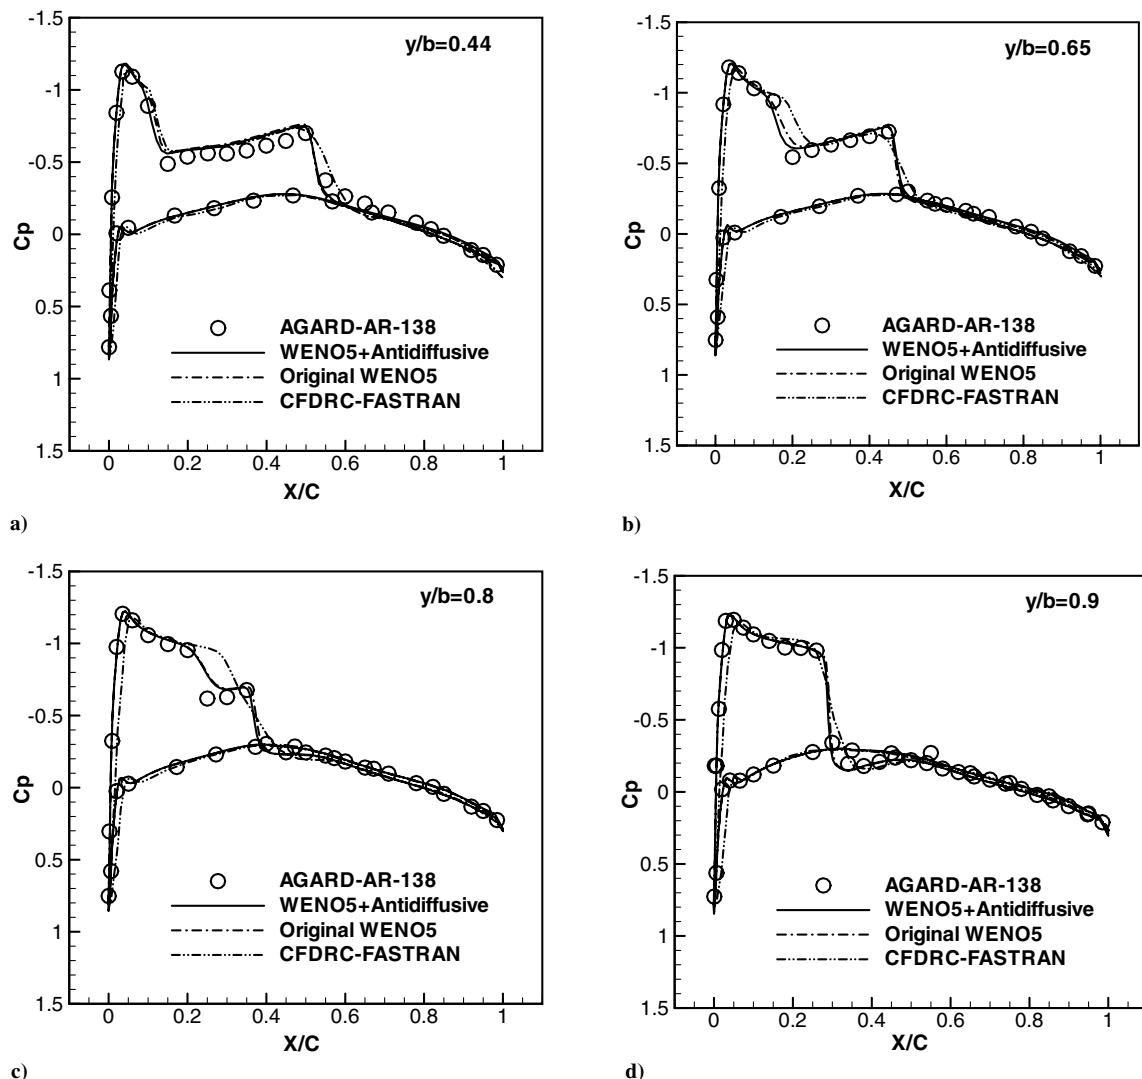 -1.5
y/b=0.44
-1
-0.5
Cp
0
0.5
AGARD-AR-138
WENO5+Antidiffusive
Original WENO5
1
CFDRC-FASTRAN
1.5
0 0.2 0.4 0.6 0.8 1
X/C
a)
-1.5
y/b=0.65
-1
-0.5
Cp
0
0.5
AGARD-AR-138
WENO5+Antidiffusive
Original WENO5
1
CFDRC-FASTRAN
1.5
0 0.2 0.4 0.6 0.8 1
X/C
b)
-1.5
y/b=0.8
-1
-0.5
Cp
0
0.5
AGARD-AR-138
WENO5+Antidiffusive
1
Original WENO5
CFDRC-FASTRAN
1.5
0 0.2 0.4 0.6 0.8 1
X/C
c)
-1.5
y/b=0.9
-1
-0.5
Cp
0
0.5
AGARD-AR-138
WENO5+Antidiffusive
1
Original WENO5
CFDRC-FASTRAN
1.5
0 0.2 0.4 0.6 0.8 1
X/C
d)